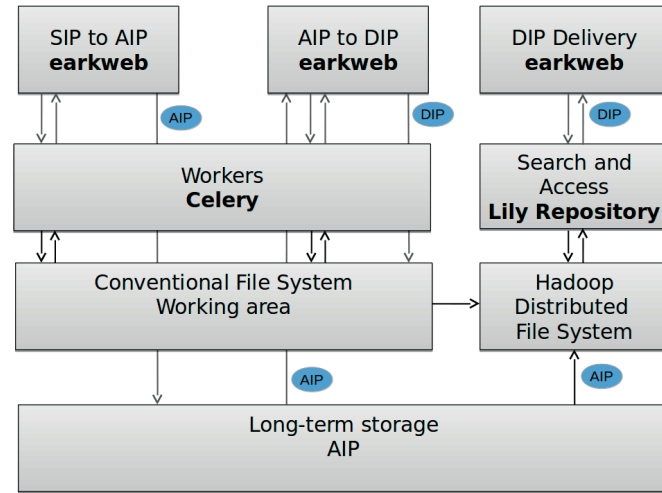 SIP to AIP
earkweb
AIP to DIP
earkweb
DIP Delivery
earkweb
AIP
DIP
DIP
Workers
Celery
Search and
Access
Lily Repository
Conventional File System
Working area
Hadoop
Distributed
File System
AIP
AIP
Long-term storage
AIP